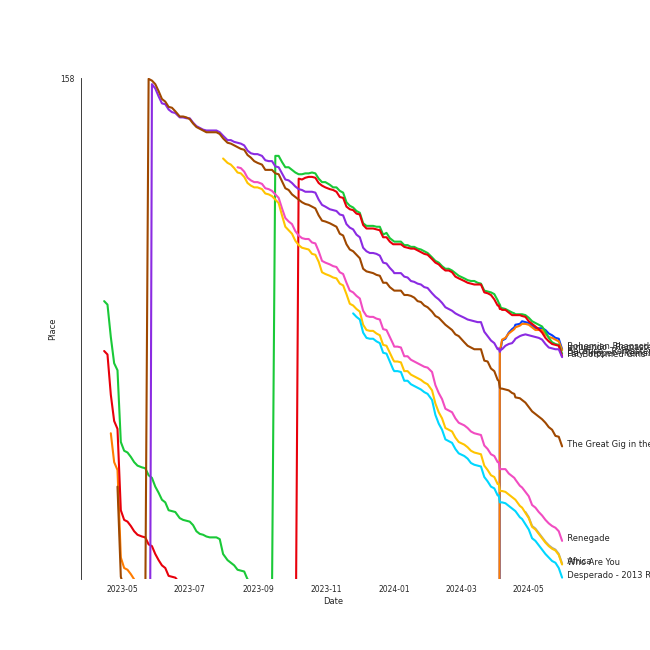 158
Place
Bohemian Rhapsod
The Great Gig in the
Renegade
Africa
Who Are You
Desperado - 2013 R
2023-05
2023-07
2023-09
2023-11
2024-01
2024-03
2024-05
Date